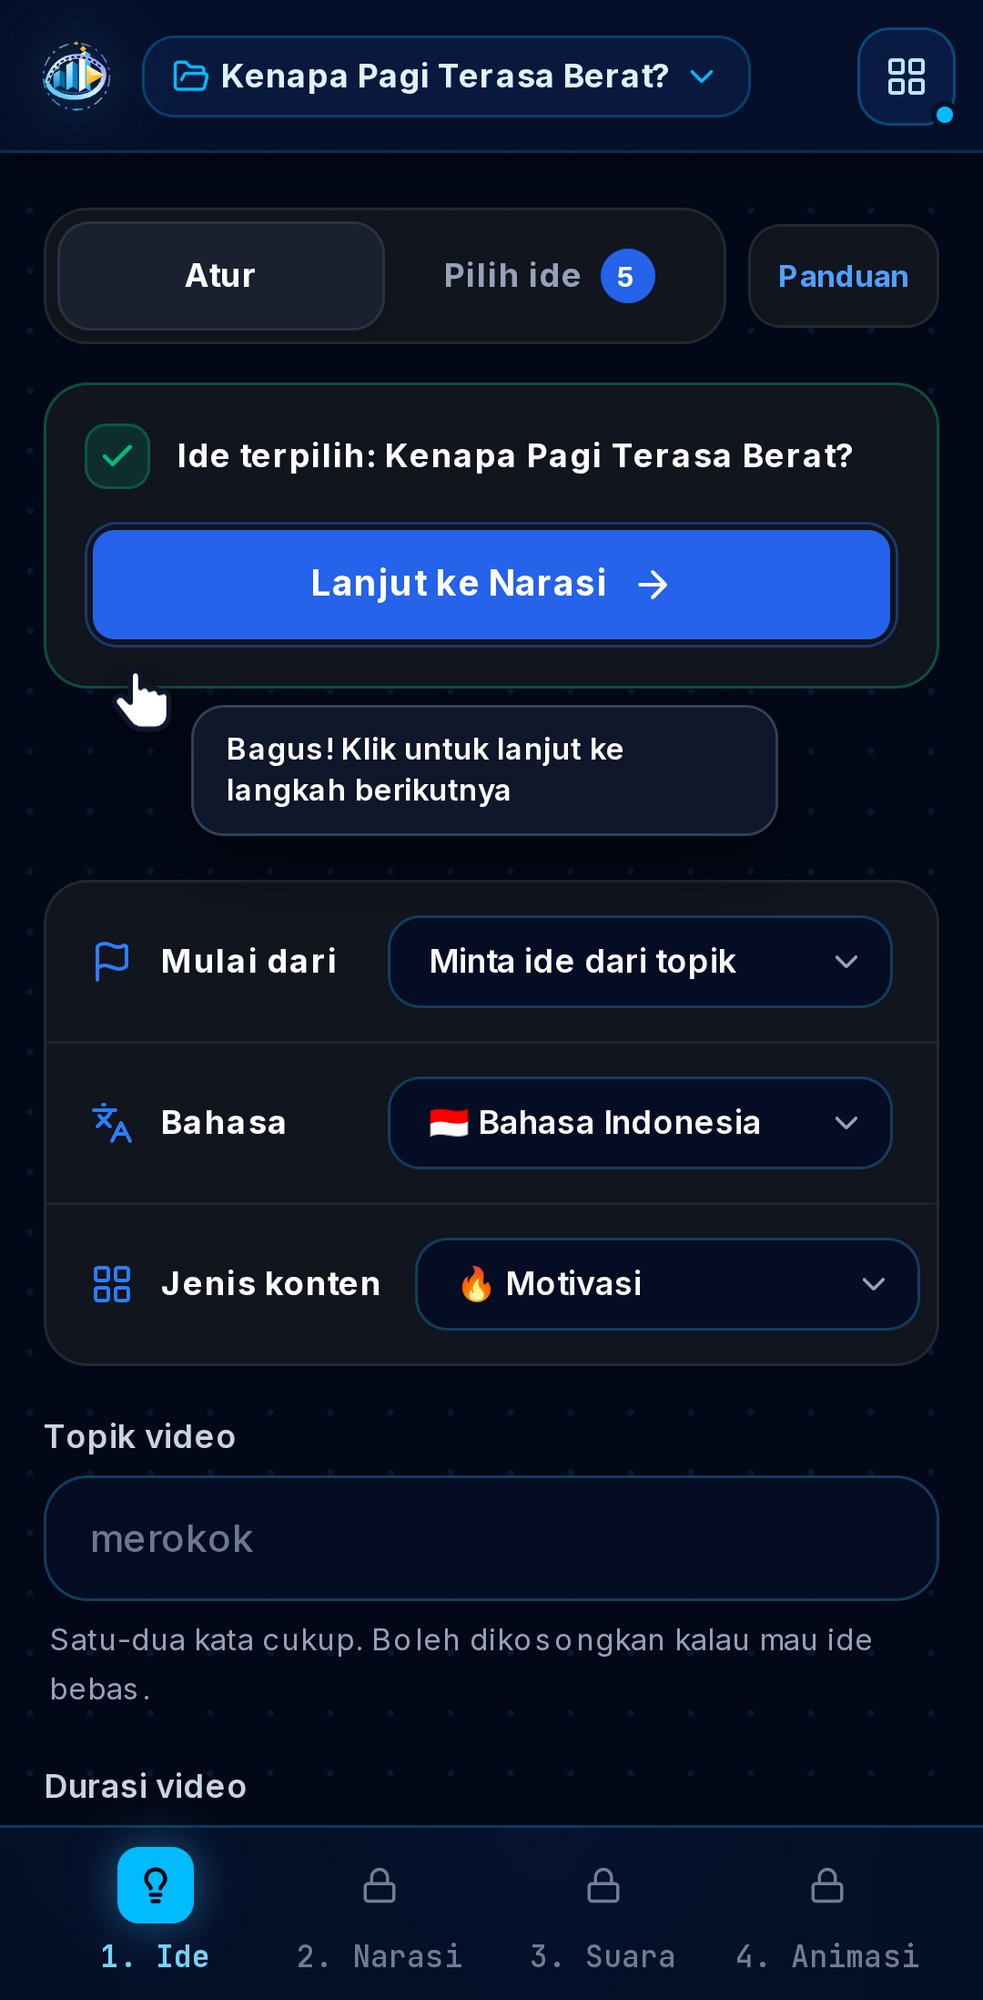 Kenapa Pagi Terasa Berat?
Atur
Pilih ide 5
Panduan
Ide terpilih: Kenapa Pagi Terasa Berat?
Lanjut ke Narasi →
Bagus! Klik untuk lanjut ke
langkah berikutnya
Mulai dari
Minta ide dari topik
Bahasa
🇮🇩 Bahasa Indonesia
Jenis konten
🔥 Motivasi
Topik video
merokok
Satu-dua kata cukup. Boleh dikosongkan kalau mau ide
bebas.
Durasi video
1. Ide
2. Narasi
3. Suara
4. Animasi